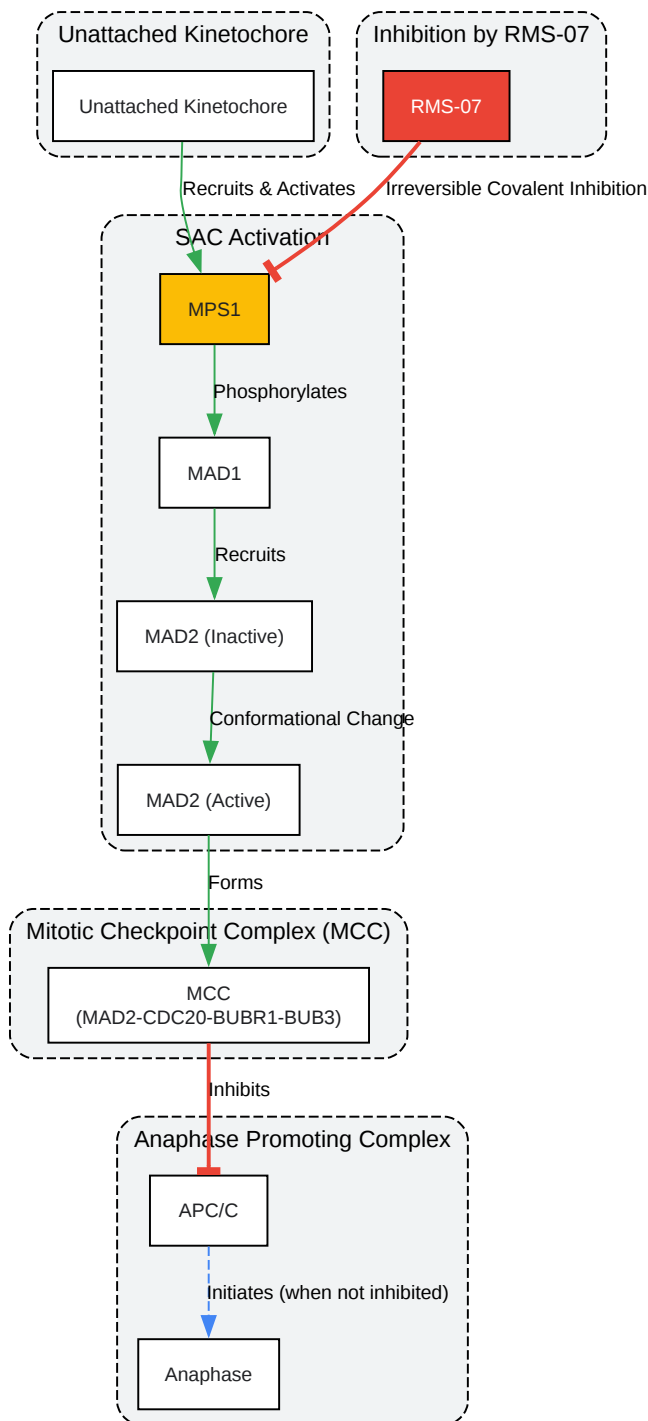 Unattached Kinetochore
Inhibition by RMS-07
Unattached Kinetochore
RMS-07
Recruits & Activates
Irreversible Covalent Inhibition
SAC Activation
MPS1
Phosphorylates
MAD1
Recruits
MAD2 (Inactive)
Conformational Change
MAD2 (Active)
Forms
Mitotic Checkpoint Complex (MCC)
MCC
(MAD2-CDC20-BUBR1-BUB3)
Inhibits
Anaphase Promoting Complex
APC/C
Initiates (when not inhibited)
Anaphase